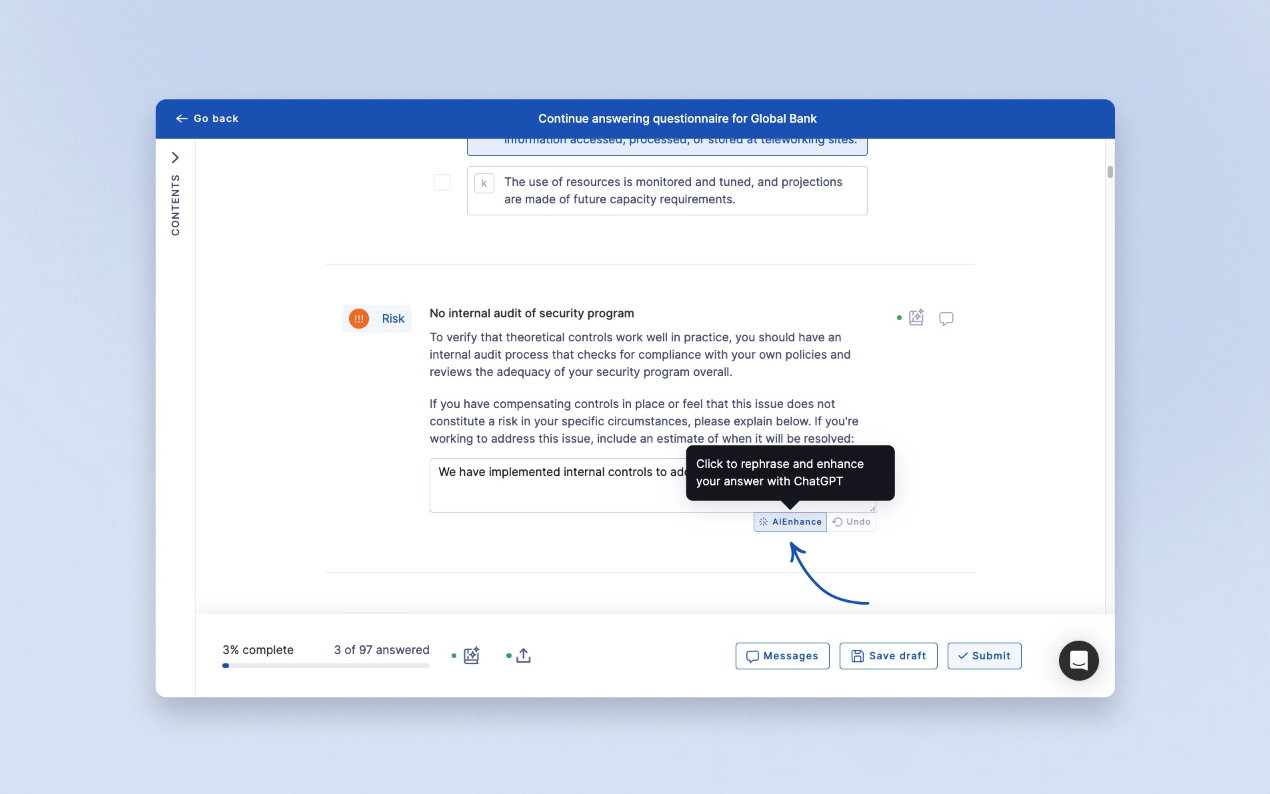 Go back
Continue answering questionnaire for Global Bank
CONTENTS
information accessed, processed, or stored at teleworking sites.
k
The use of resources is monitored and tuned, and projections
are made of future capacity requirements.
!!! Risk
No internal audit of security program
To verify that theoretical controls work well in practice, you should have an
internal audit process that checks for compliance with your own policies and
reviews the adequacy of your security program overall.
If you have compensating controls in place or feel that this issue does not
constitute a risk in your specific circumstances, please explain below. If you're
working to address this issue, include an estimate of when it will be resolved:
We have implemented internal controls to
Click to rephrase and enhance
your answer with ChatGPT
AIEnhance
Undo
3% complete
3 of 97 answered
Messages
Save draft
Submit